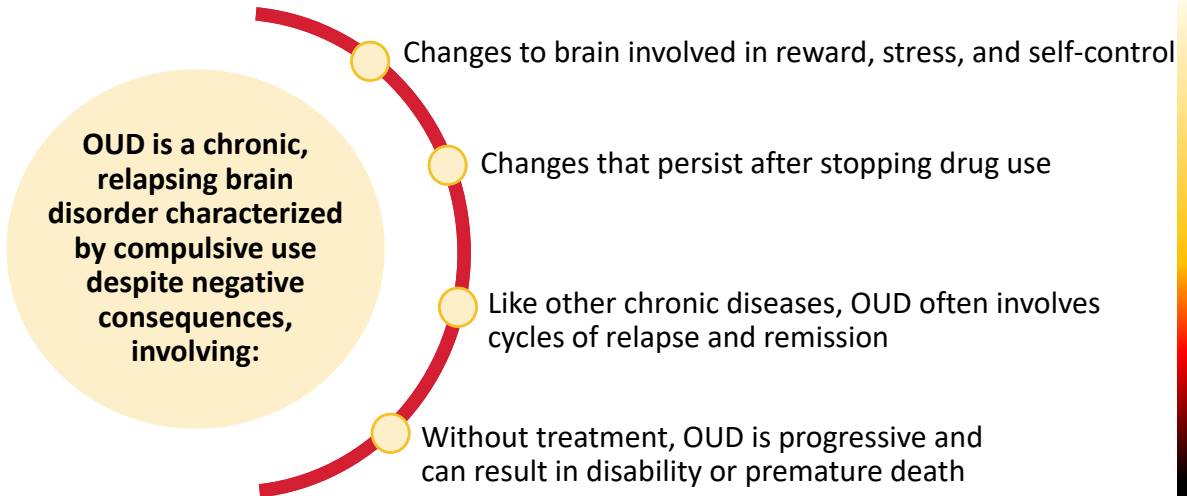 OUD is a chronic,
relapsing brain
disorder characterized
by compulsive use
despite negative
consequences,
involving:
Changes to brain involved in reward, stress, and self-control
Changes that persist after stopping drug use
Like other chronic diseases, OUD often involves
cycles of relapse and remission
Without treatment, OUD is progressive and
can result in disability or premature death